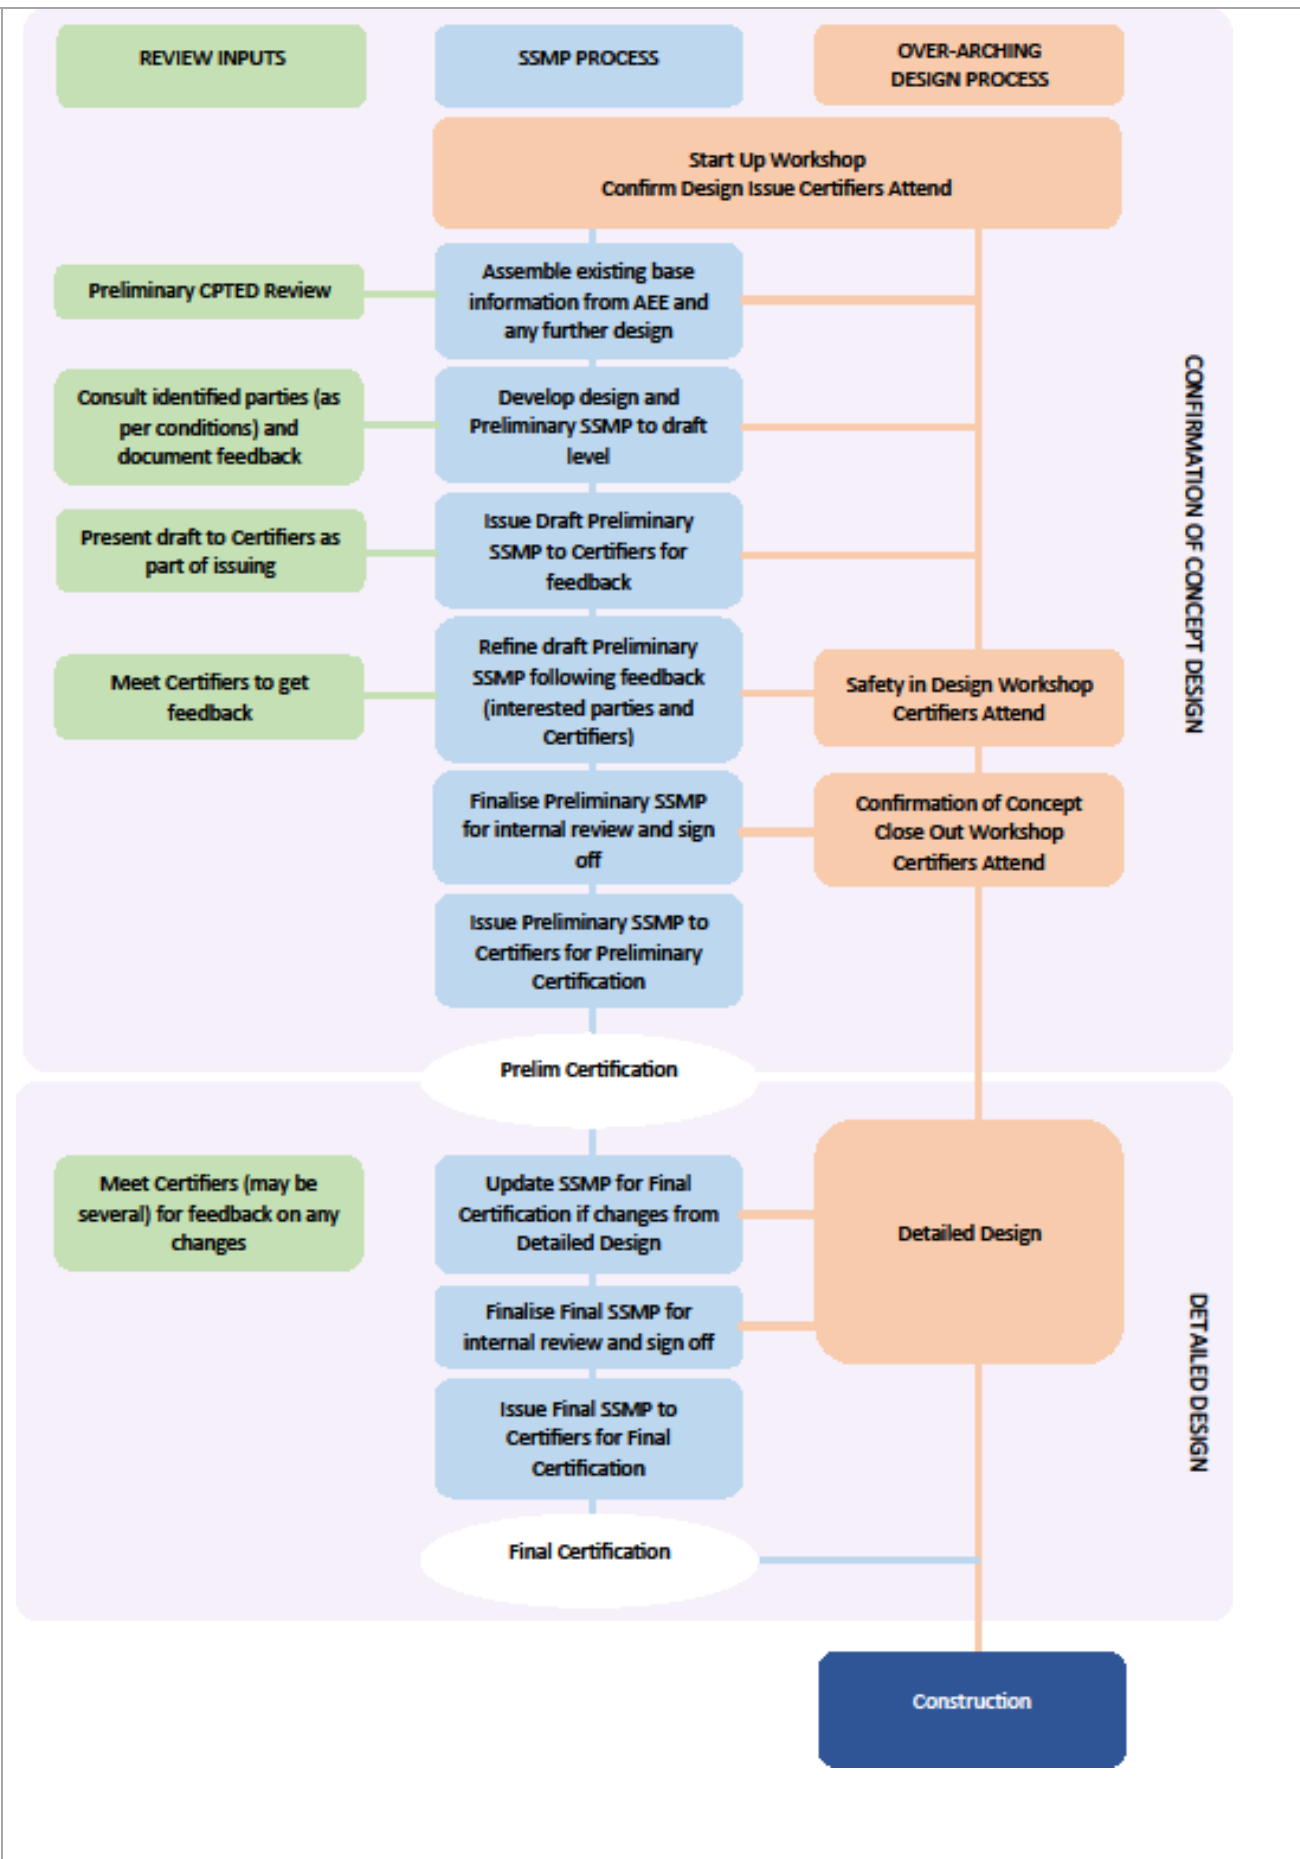 REVIEW INPUTS
SSMP PROCESS
OVER-ARCHING
DESIGN PROCESS
Start Up Workshop
Confirm Design Issue Certifiers Attend
Preliminary CPTED Review
Assemble existing base
information from AEE and
any further design
Consult identified parties (as
per conditions) and
document feedback
Develop design and
Preliminary SSMP to draft
level
Present draft to Certifiers as
part of issuing
Issue Draft Preliminary
SSMP to Certifiers for
feedback
Meet Certifiers to get
feedback
Refine draft Preliminary
SSMP following feedback
(interested parties and
Certifiers)
Safety in Design Workshop
Certifiers Attend
Finalise Preliminary SSMP
for internal review and sign
off
Confirmation of Concept
Close Out Workshop
Certifiers Attend
Issue Preliminary SSMP to
Certifiers for Preliminary
Certification
CONFIRMATION OF CONCEPT DESIGN
Prelim Certification
Meet Certifiers (may be
several) for feedback on any
changes
Update SSMP for Final
Certification if changes from
Detailed Design
Detailed Design
Finalise Final SSMP for
internal review and sign off
Issue Final SSMP to
Certifiers for Final
Certification
DETAILED DESIGN
Final Certification
Construction